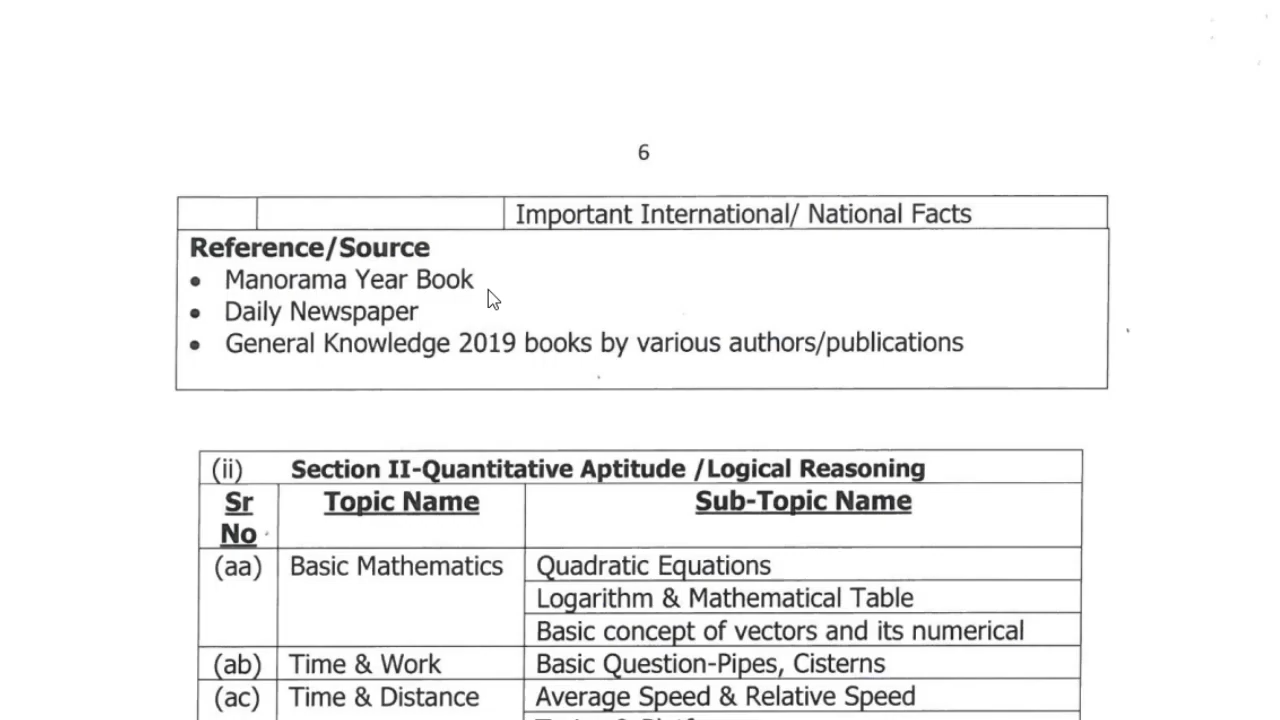 6
Important International/ National Facts
Reference/Source
• Manorama Year Book
• Daily Newspaper
• General Knowledge 2019 books by various authors/publications
(ii) Section II-Quantitative Aptitude /Logical Reasoning
Sr No Topic Name Sub-Topic Name
(aa) Basic Mathematics Quadratic Equations
Logarithm & Mathematical Table
Basic concept of vectors and its numerical
(ab) Time & Work Basic Question-Pipes, Cisterns
(ac) Time & Distance Average Speed & Relative Speed